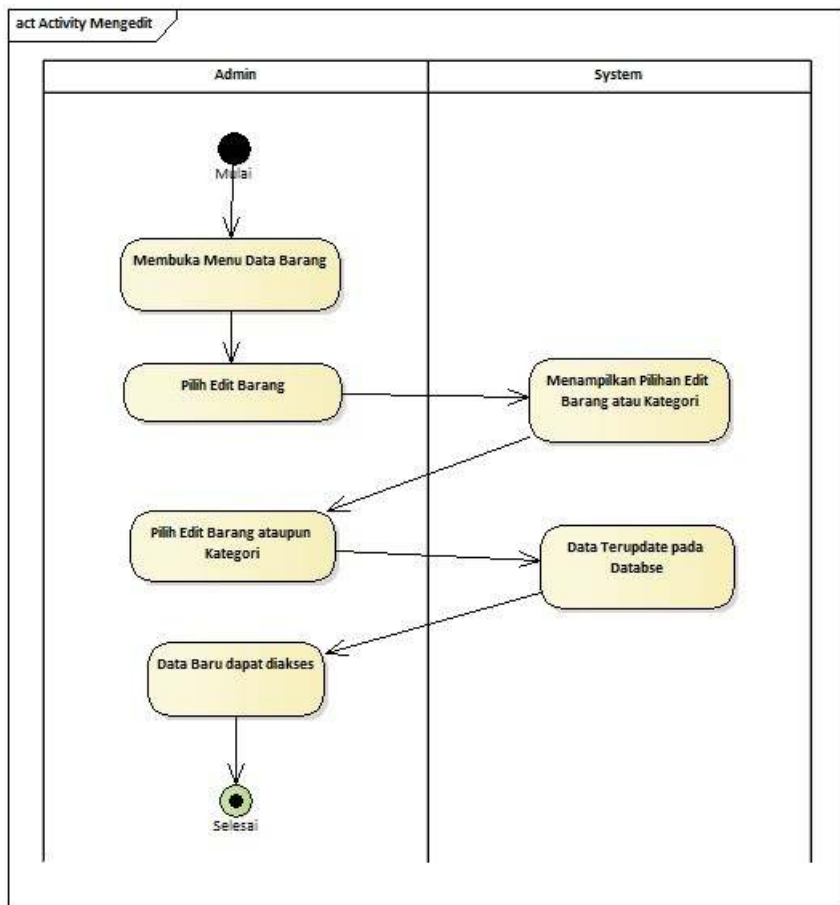 act Activity Mengedit
Admin
System
Mulai
Membuka Menu Data Barang
Pilih Edit Barang
Menampilkan Pilihan Edit
Barang atau Kategori
Pilih Edit Barang ataupun
Kategori
Data Terupdate pada
Databse
Data Baru dapat diakses
Selesai